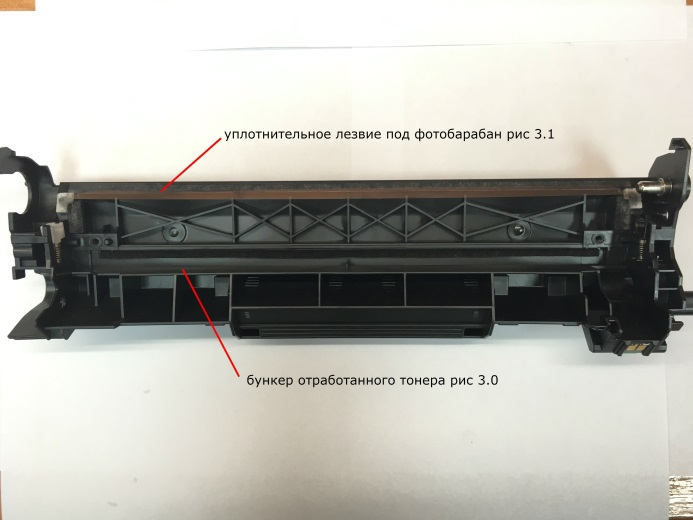 уплотнительное лезвие под фотобарабан рис 3.1
бункер отработанного тонера рис 3.0